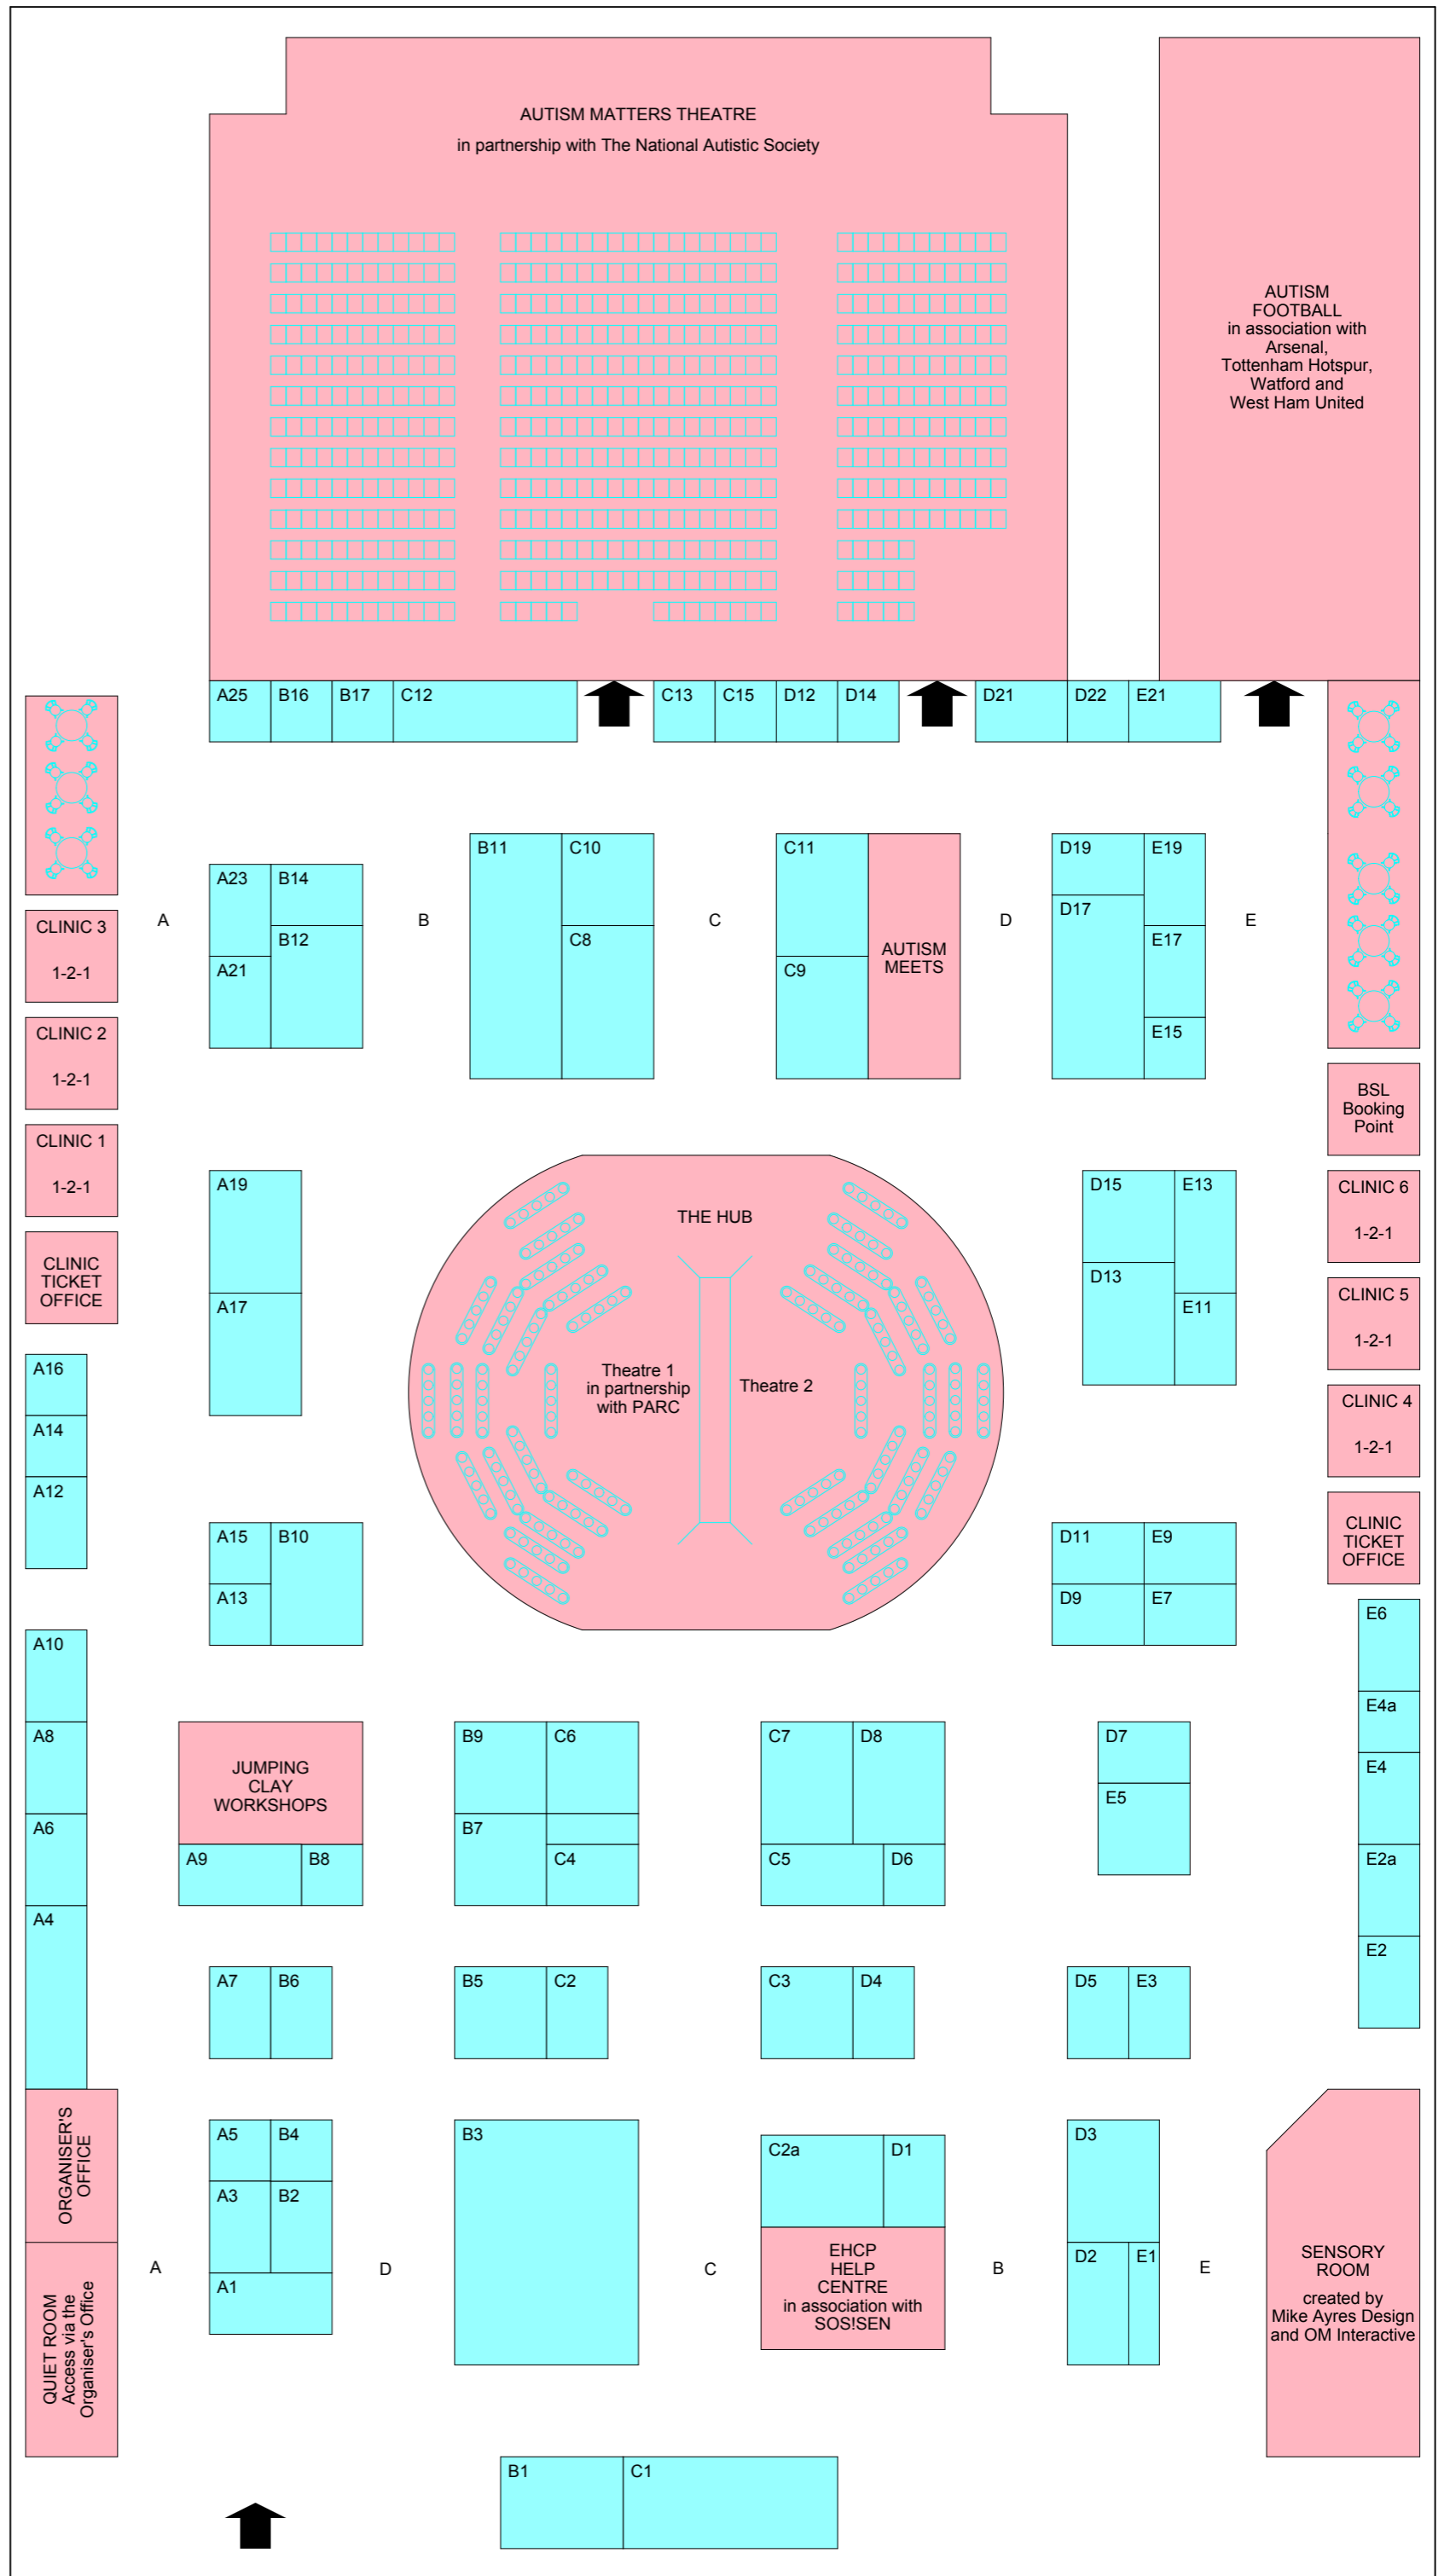 AUTISM MATTERS THEATRE
in partnership with The National Autistic Society
AUTISM
FOOTBALL
in association with
Arsenal,
Tottenham Hotspur,
Watford and
West Ham United
A25
B16
B17
C12
C13
C15
D12
D14
D21
D22
E21
B11
C10
C11
D19
E19
A23
B14
CLINIC 3
1-2-1
A
B
C
D
E
B12
C8
D17
E17
AUTISM
MEETS
A21
C9
CLINIC 2
1-2-1
E15
BSL
Booking
Point
CLINIC 1
1-2-1
A19
THE HUB
D15
E13
CLINIC 6
1-2-1
CLINIC
TICKET
OFFICE
A17
D13
E11
CLINIC 5
1-2-1
Theatre 1
in partnership
with PARC
Theatre 2
A16
A14
A12
CLINIC 4
1-2-1
A15
B10
A13
D11
E9
D9
E7
CLINIC
TICKET
OFFICE
A10
A8
A6
A4
E6
E4a
E4
E2a
E2
JUMPING
CLAY
WORKSHOPS
A9
B8
B9
C6
B7
C4
C7
D8
C5
D6
D7
E5
A7
B6
B5
C2
C3
D4
D5
E3
ORGANISER'S
OFFICE
A5
B4
A3
B2
A1
B3
C2a
D1
EHCP
HELP
CENTRE
in association with
SOS!SEN
D3
D2
E1
A
D
C
B
E
QUIET ROOM
Access via the
Organiser's Office
SENSORY
ROOM
created by
Mike Ayres Design
and OM Interactive
B1
C1